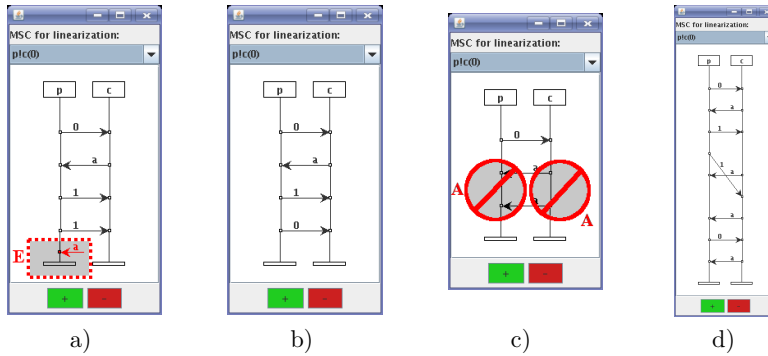 MSC for linearization:
p!c(0)
p c
0
a
1
1
E a
+ -
a)
MSC for linearization:
p!c(0)
p c
0
a
1
0
+ -
b)
MSC for linearization:
p!c(0)
p c
0
a
A
a
A
+ -
c)
MSC for linearization:
p!c(0)
p c
0
a
1
1
a
a
0
a
+ -
d)